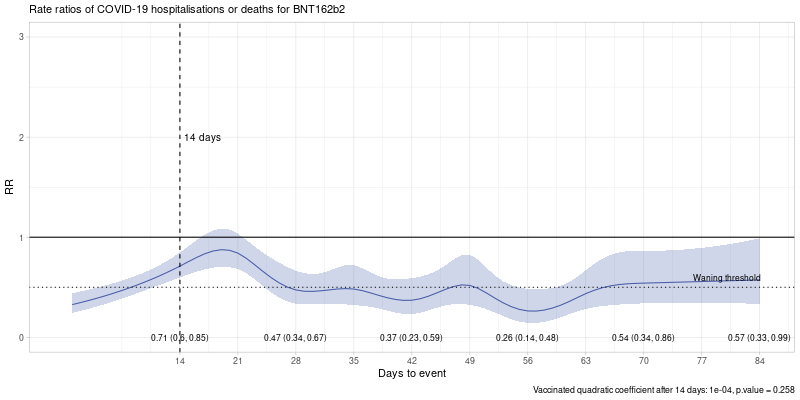 Rate ratios of COVID-19 hospitalisations or deaths for BNT162b2
3
2
1
0
RR
14 days
Waning threshold
0.71 (0.6, 0.85) 0.47 (0.34, 0.67) 0.37 (0.23, 0.59) 0.26 (0.14, 0.48) 0.54 (0.34, 0.86) 0.57 (0.33, 0.99)
14 21 28 35 42 49 56 63 70 77 84
Days to event
Vaccinated quadratic coefficient after 14 days: 1e-04, p.value = 0.258